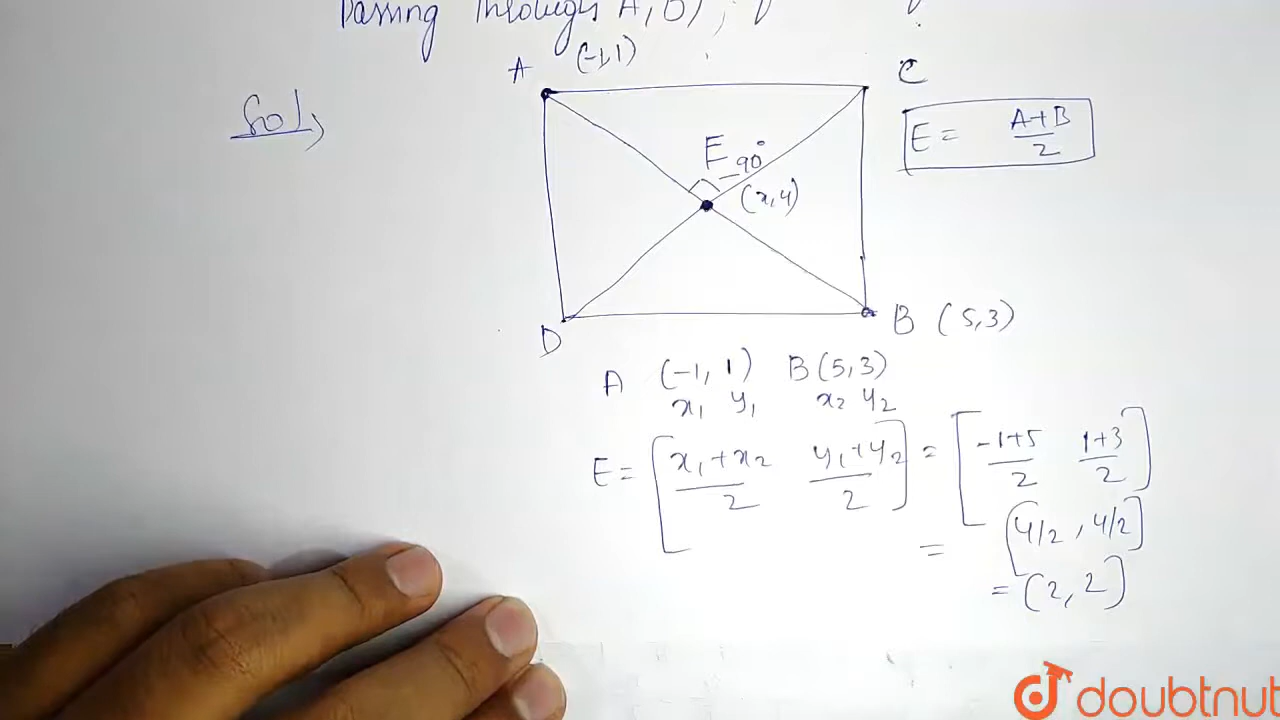 Passing through A, B) ;
A (-1,1) C
Sol,
E = A+B/2
E 90°
(x,y)
D B (5,3)
A (-1, 1) B(5,3)
x₁ y₁ x₂ y₂
E = [x₁+x₂/2 y₁+y₂/2] = [-1+5/2 1+3/2]
= [4/2, 4/2]
= (2, 2]
doubtnut